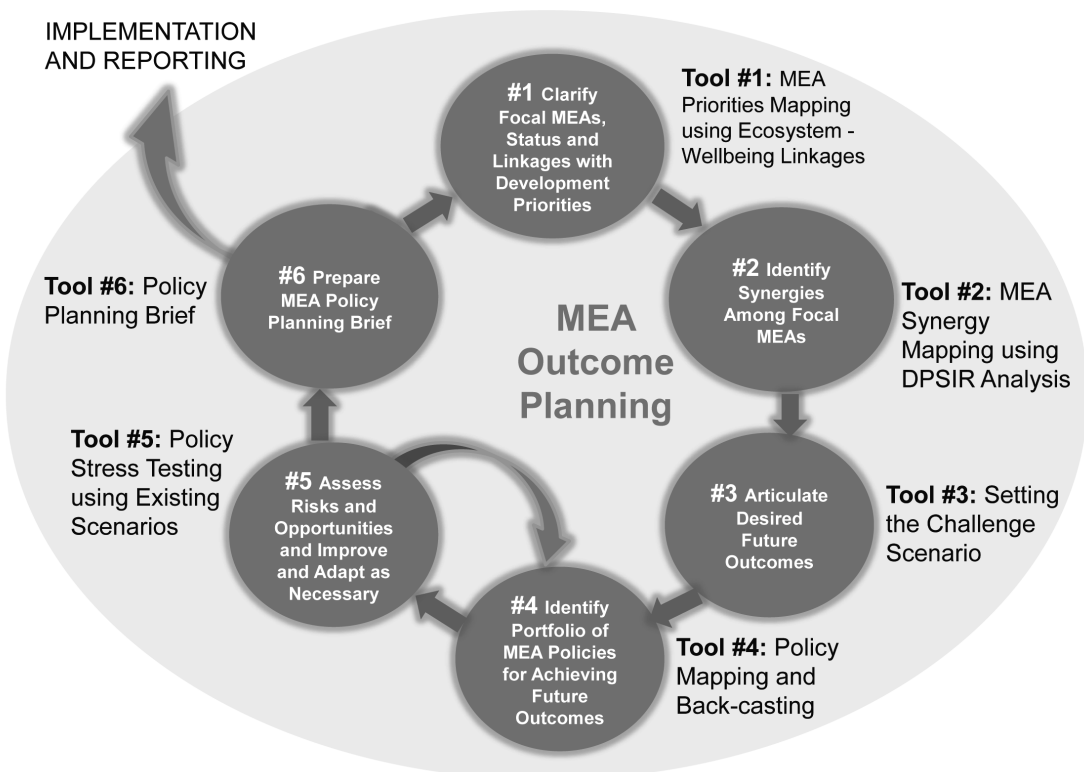 IMPLEMENTATION
AND REPORTING
#1 Clarify
Focal MEAs,
Status and
Linkages with
Development
Priorities
Tool #1: MEA
Priorities Mapping
using Ecosystem -
Wellbeing Linkages
#2 Identify
Synergies
Among Focal
MEAs
Tool #2: MEA
Synergy
Mapping using
DPSIR Analysis
#6 Prepare
MEA Policy
Planning Brief
Tool #6: Policy
Planning Brief
MEA
Outcome
Planning
#3 Articulate
Desired
Future
Outcomes
Tool #3: Setting
the Challenge
Scenario
Tool #5: Policy
Stress Testing
using Existing
Scenarios
#5 Assess
Risks and
Opportunities
and Improve
and Adapt as
Necessary
#4 Identify
Portfolio of
MEA Policies
for Achieving
Future
Outcomes
Tool #4: Policy
Mapping and
Back-casting